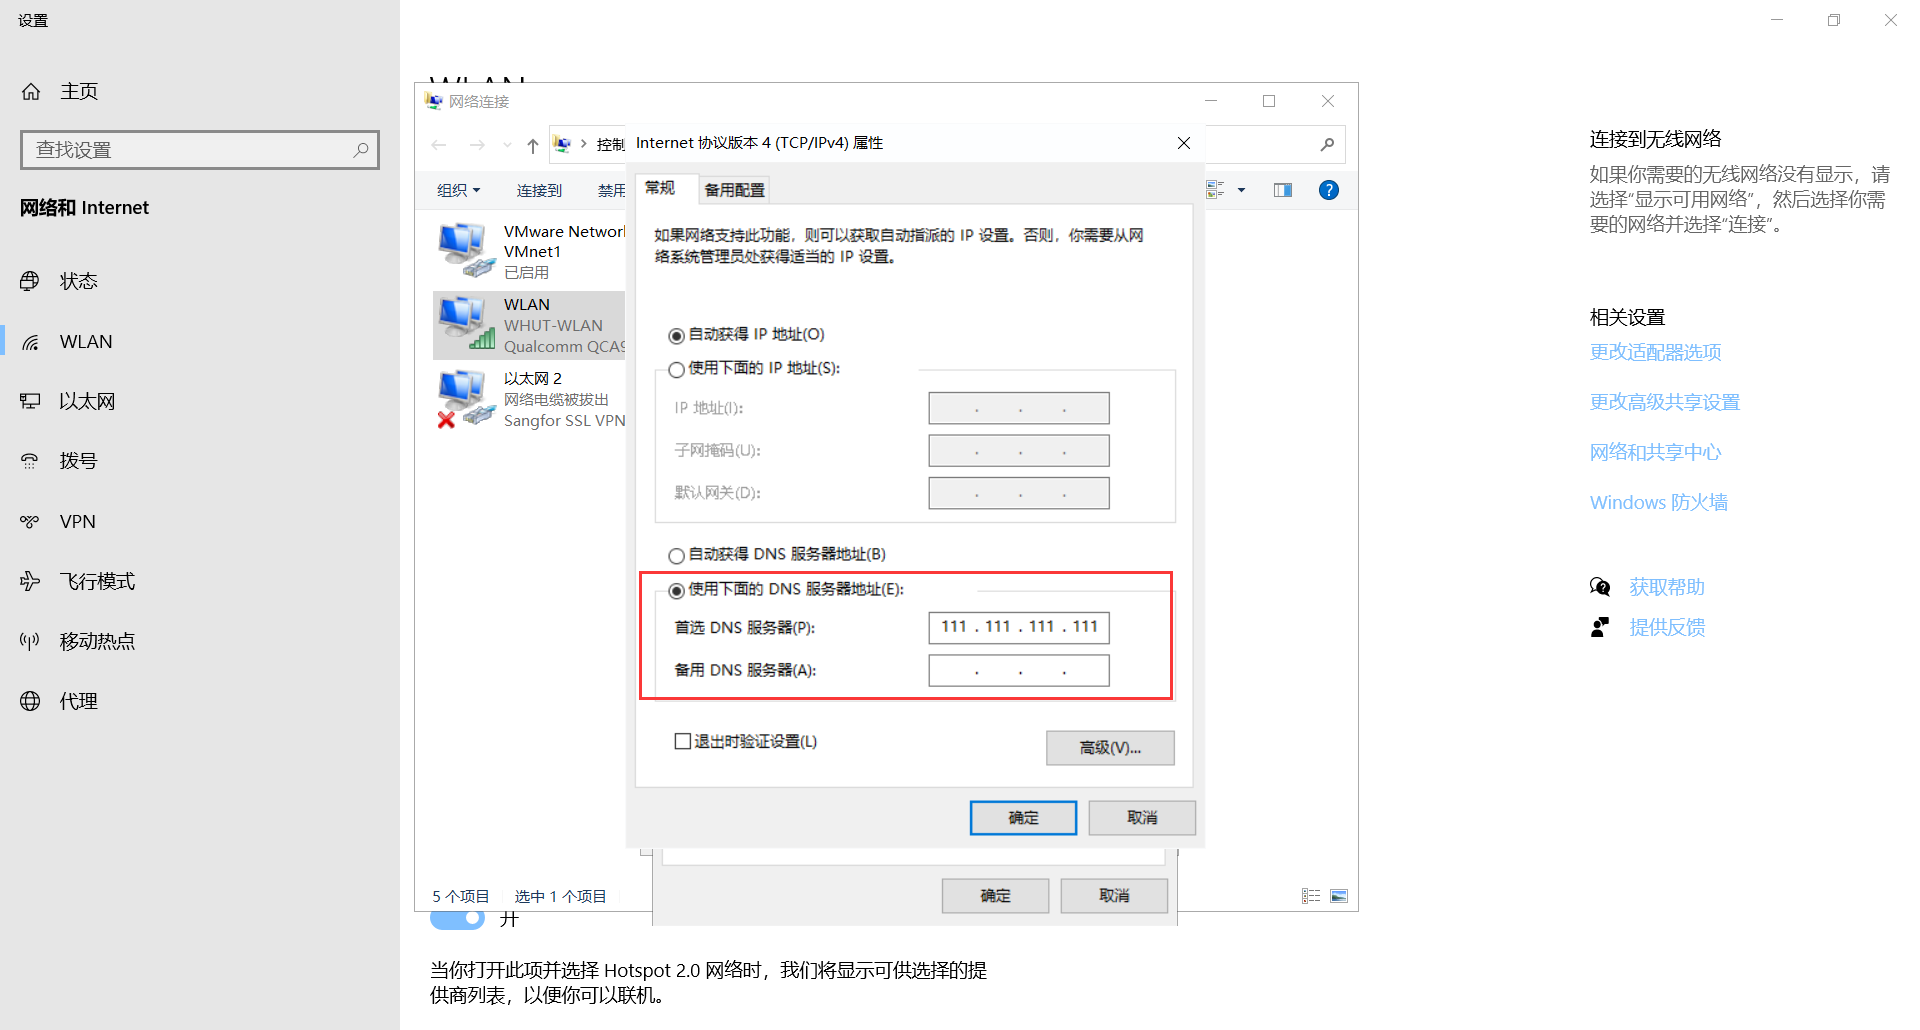 设置
主页
查找设置
网络和 Internet
状态
WLAN
以太网
拨号
VPN
飞行模式
移动热点
代理
网络连接
控制
组织
连接到
禁用
VMware Network
VMnet1
已启用
WLAN
WHUT-WLAN
Qualcomm QCA9
以太网 2
网络电缆被拔出
Sangfor SSL VPN
5 个项目
选中 1 个项目
Internet 协议版本 4 (TCP/IPv4) 属性
常规
备用配置
如果网络支持此功能，则可以获取自动指派的 IP 设置。否则，你需要从网
络系统管理员处获得适当的 IP 设置。
自动获得 IP 地址(O)
使用下面的 IP 地址(S):
IP 地址(I):
. . .
子网掩码(U):
. . .
默认网关(D):
. . .
自动获得 DNS 服务器地址(B)
使用下面的 DNS 服务器地址(E):
首选 DNS 服务器(P):
111 . 111 . 111 . 111
备用 DNS 服务器(A):
. . .
退出时验证设置(L)
高级(V)...
确定
取消
确定
取消
开
当你打开此项并选择 Hotspot 2.0 网络时，我们将显示可供选择的提
供商列表，以便你可以联机。
连接到无线网络
如果你需要的无线网络没有显示，请
选择"显示可用网络"，然后选择你需
要的网络并选择"连接"。
相关设置
更改适配器选项
更改高级共享设置
网络和共享中心
Windows 防火墙
获取帮助
提供反馈